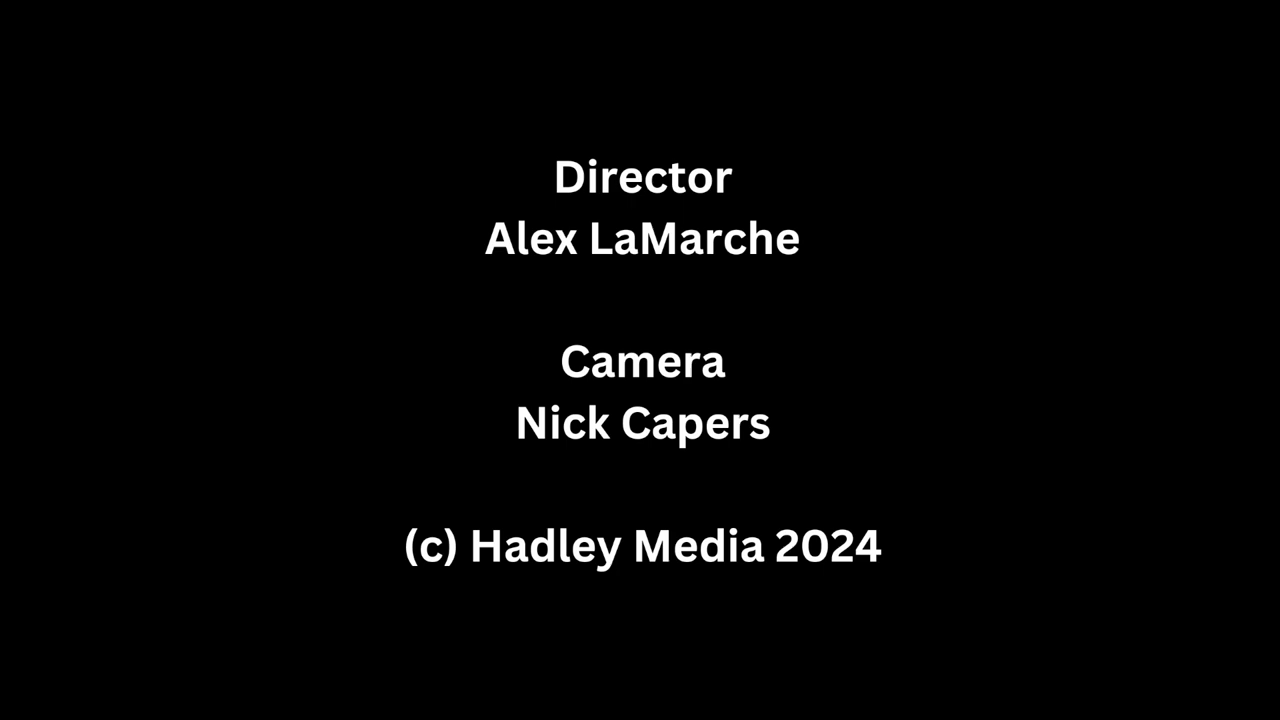 Director
Alex LaMarche
Camera
Nick Capers
(c) Hadley Media 2024